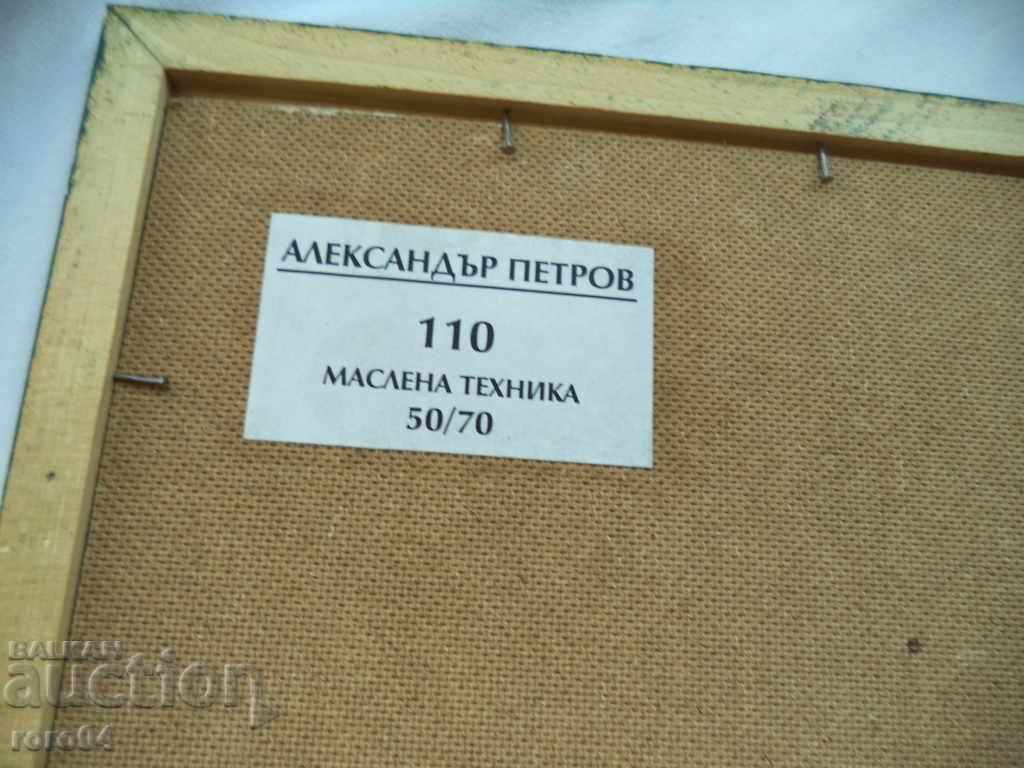 АЛЕКСАНДЪР ПЕТРОВ
110
МАСЛЕНА ТЕХНИКА
50/70
BALKAN
auction
roro04